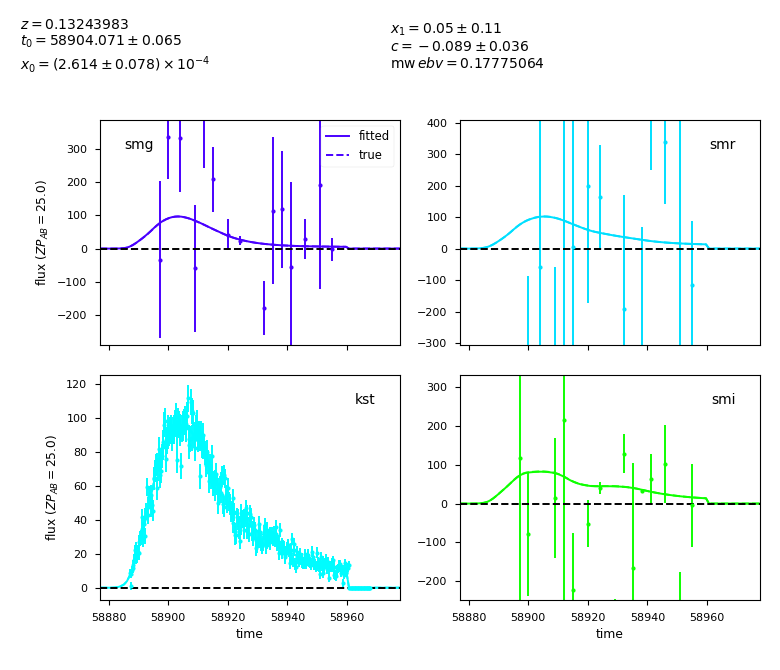 z = 0.13243983
t₀ = 58904.071 ± 0.065
x₀ = (2.614 ± 0.078) × 10⁻⁴
x₁ = 0.05 ± 0.11
c = −0.089 ± 0.036
mw ebv = 0.17775064
smg
fitted
true
flux (ZP_AB = 25.0)
300
200
100
0
−100
−200
smr
400
300
200
100
0
−100
−200
−300
kst
flux (ZP_AB = 25.0)
120
100
80
60
40
20
0
58880 58900 58920 58940 58960
time
smi
300
200
100
0
−100
−200
58880 58900 58920 58940 58960
time